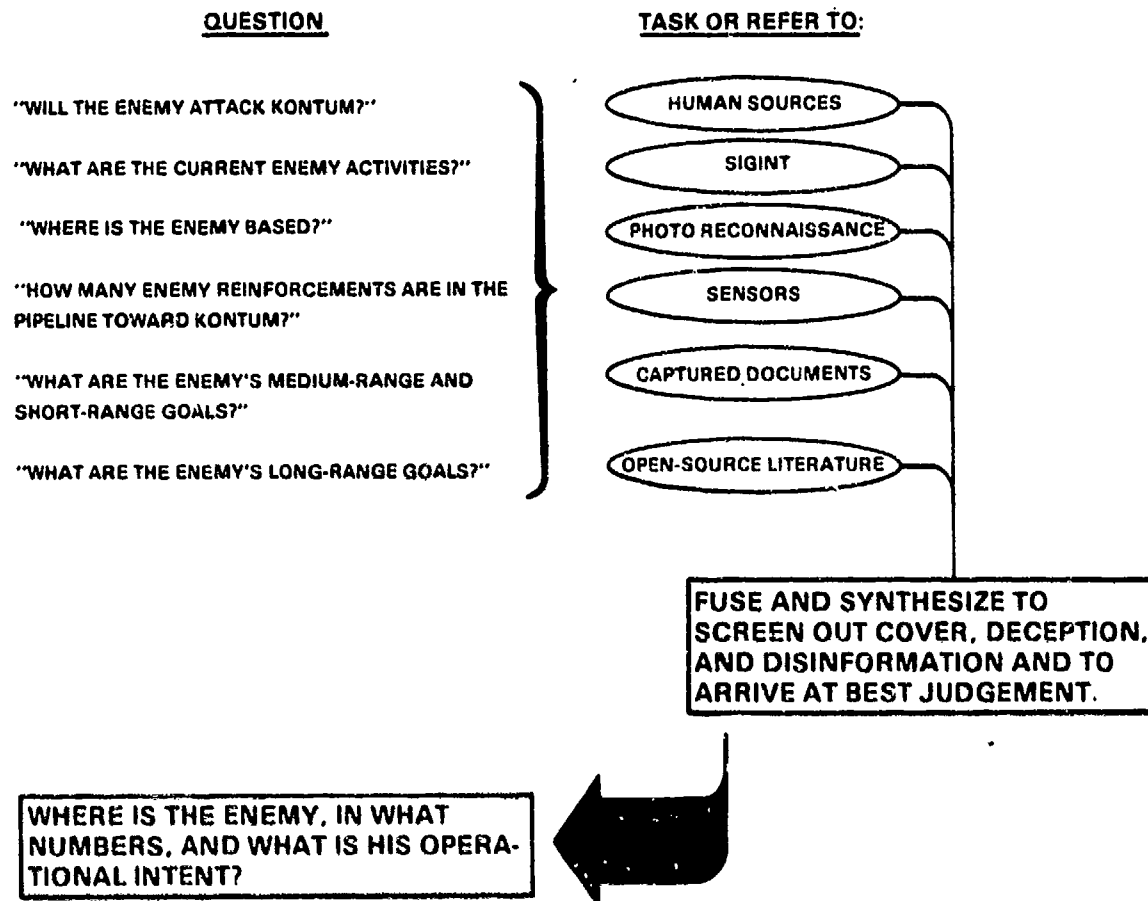 QUESTION
"WILL THE ENEMY ATTACK KONTUM?"
"WHAT ARE THE CURRENT ENEMY ACTIVITIES?"
"WHERE IS THE ENEMY BASED?"
"HOW MANY ENEMY REINFORCEMENTS ARE IN THE
PIPELINE TOWARD KONTUM?"
"WHAT ARE THE ENEMY'S MEDIUM-RANGE AND
SHORT-RANGE GOALS?"
"WHAT ARE THE ENEMY'S LONG-RANGE GOALS?"
TASK OR REFER TO:
HUMAN SOURCES
SIGINT
PHOTO RECONNAISSANCE
SENSORS
CAPTURED DOCUMENTS
OPEN-SOURCE LITERATURE
FUSE AND SYNTHESIZE TO
SCREEN OUT COVER, DECEPTION,
AND DISINFORMATION AND TO
ARRIVE AT BEST JUDGEMENT.
WHERE IS THE ENEMY, IN WHAT
NUMBERS, AND WHAT IS HIS OPERA-
TIONAL INTENT?